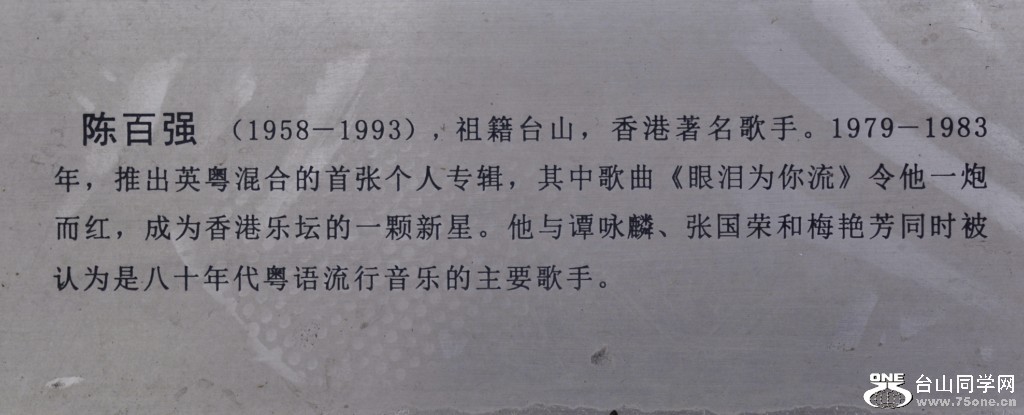 陈百强 （1958－1993），祖籍台山，香港著名歌手。1979－1983
年，推出英粤混合的首张个人专辑，其中歌曲《眼泪为你流》令他一炮
而红，成为香港乐坛的一颗新星。他与谭咏麟、张国荣和梅艳芳同时被
认为是八十年代粤语流行音乐的主要歌手。
ONE
台山同学网
www.75one.cn